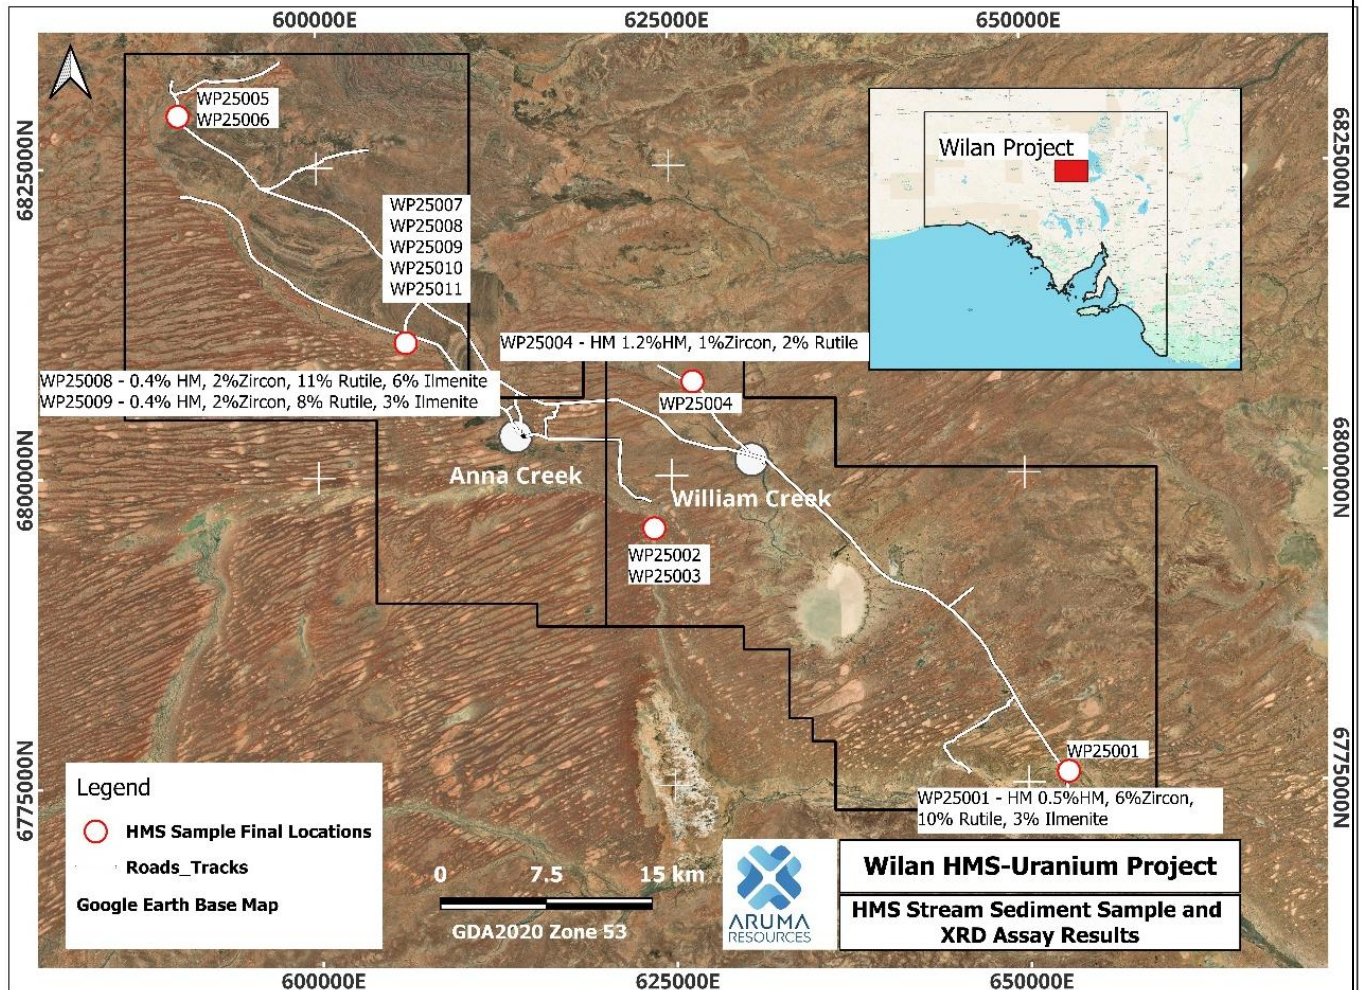 600000E
625000E
650000E
WP25005
WP25006
6825000N
6825000N
Wilan Project
WP25007
WP25008
WP25009
WP25010
WP25011
WP25004 - HM 1.2%HM, 1%Zircon, 2% Rutile
WP25008 - 0.4% HM, 2%Zircon, 11% Rutile, 6% Ilmenite
WP25009 - 0.4% HM, 2%Zircon, 8% Rutile, 3% Ilmenite
WP25004
Anna Creek
William Creek
6800000N
6800000N
WP25002
WP25003
WP25001
6775000N
6775000N
WP25001 - HM 0.5%HM, 6%Zircon,
10% Rutile, 3% Ilmenite
Legend
HMS Sample Final Locations
Roads_Tracks
Google Earth Base Map
0 7.5 15 km
GDA2020 Zone 53
ARUMA
RESOURCES
Wilan HMS-Uranium Project
HMS Stream Sediment Sample and
XRD Assay Results
600000E
625000E
650000E